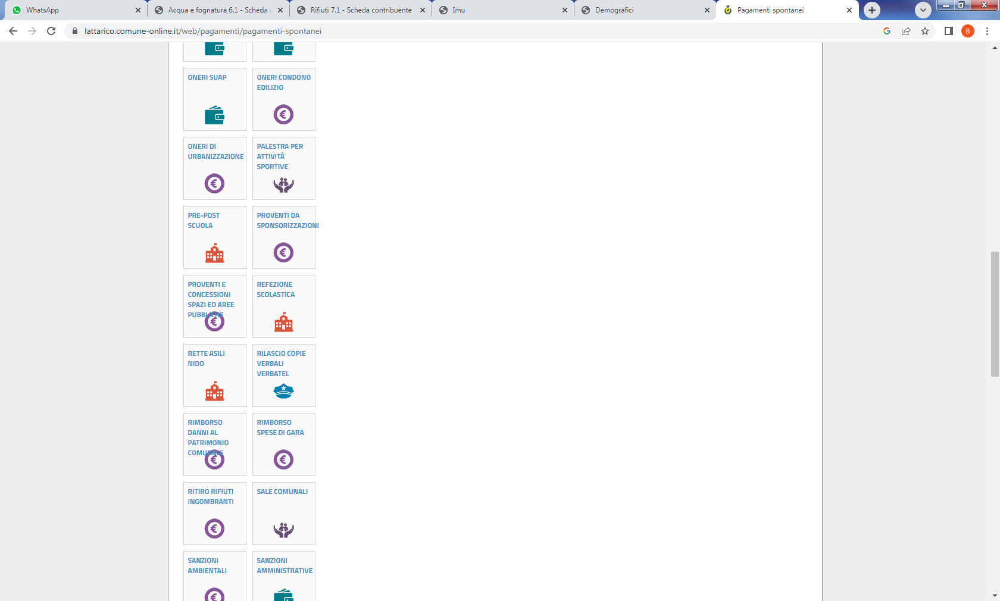 WhatsApp
Acqua e fognatura 6.1 - Scheda u
Rifiuti 7.1 - Scheda contribuente
Imu
Demografici
Pagamenti spontanei
lattarico.comune-online.it/web/pagamenti/pagamenti-spontanei
B
ONERI SUAP
ONERI CONDONO
EDILIZIO
ONERI DI
URBANIZZAZIONE
PALESTRA PER
ATTIVITÀ
SPORTIVE
PRE-POST
SCUOLA
PROVENTI DA
SPONSORIZZAZIONI
PROVENTI E
CONCESSIONI
SPAZI ED AREE
PUBBLICHE
REFEZIONE
SCOLASTICA
RETTE ASILI
NIDO
RILASCIO COPIE
VERBALI
VERBATEL
RIMBORSO
DANNI AL
PATRIMONIO
COMUNALE
RIMBORSO
SPESE DI GARA
RITIRO RIFIUTI
INGOMBRANTI
SALE COMUNALI
SANZIONI
AMBIENTALI
SANZIONI
AMMINISTRATIVE